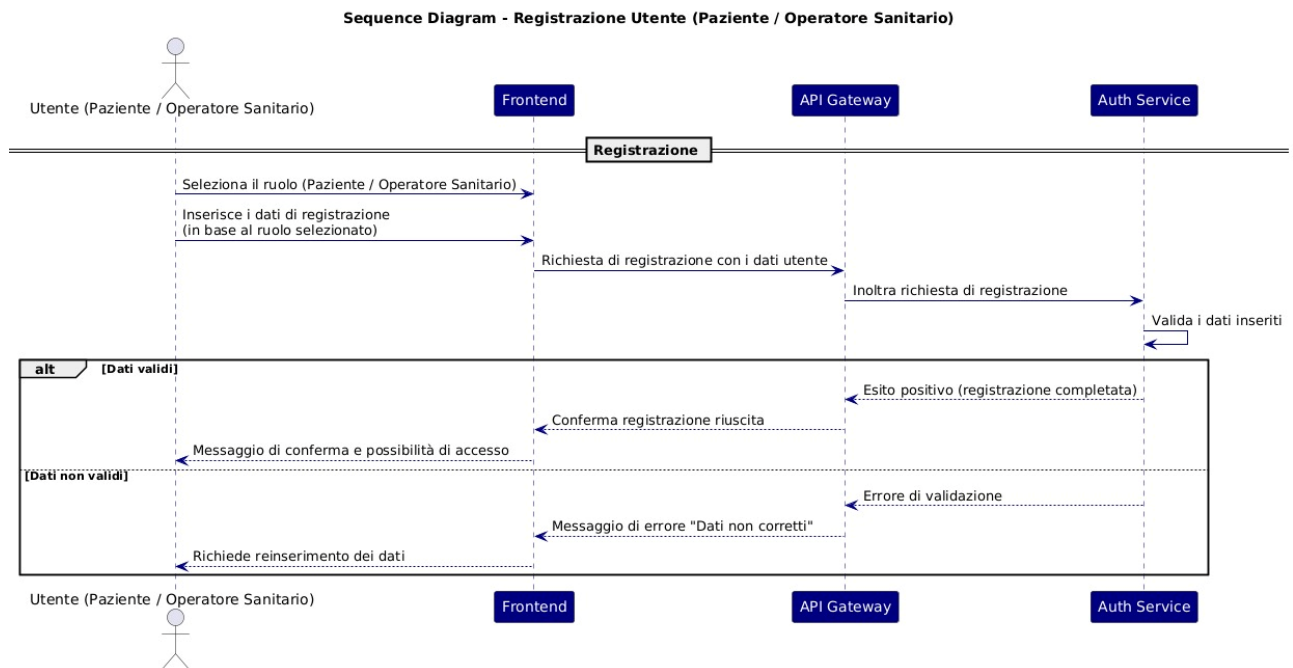 Sequence Diagram - Registrazione Utente (Paziente / Operatore Sanitario)
Utente (Paziente / Operatore Sanitario)
Frontend
API Gateway
Auth Service
Registrazione
Seleziona il ruolo (Paziente / Operatore Sanitario)
Inserisce i dati di registrazione
(in base al ruolo selezionato)
Richiesta di registrazione con i dati utente
Inoltra richiesta di registrazione
Valida i dati inseriti
alt
[Dati validi]
Esito positivo (registrazione completata)
Conferma registrazione riuscita
Messaggio di conferma e possibilità di accesso
[Dati non validi]
Errore di validazione
Messaggio di errore "Dati non corretti"
Richiede reinserimento dei dati
Utente (Paziente / Operatore Sanitario)
Frontend
API Gateway
Auth Service